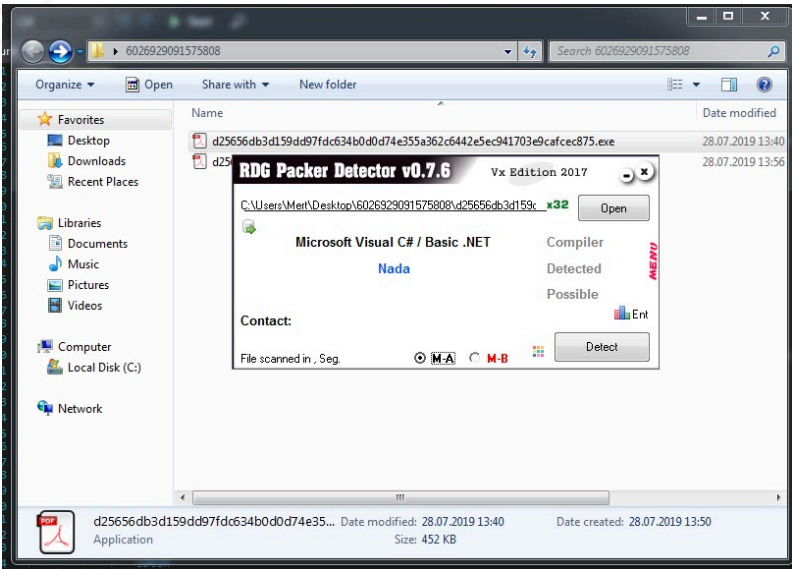 6026929091575808
Search 6026929091575808
Organize
Open
Share with
New folder
Favorites
Desktop
Downloads
Recent Places
Libraries
Documents
Music
Pictures
Videos
Computer
Local Disk (C:)
Network
Name
Date modified
d25656db3d159dd97fdc634b0d0d74e355a362c6442e5ec941703e9cafcec875.exe
28.07.2019 13:40
28.07.2019 13:56
RDG Packer Detector v0.7.6
Vx Edition 2017
C:\Users\Mert\Desktop\6026929091575808\d25656db3d159c_
x32
Open
Microsoft Visual C# / Basic .NET
Compiler
Nada
Detected
Possible
MENU
Ent
Contact:
File scanned in , Seg.
M-A
M-B
Detect
PDF
d25656db3d159dd97fdc634b0d0d74e35...
Date modified: 28.07.2019 13:40
Date created: 28.07.2019 13:50
Application
Size: 452 KB